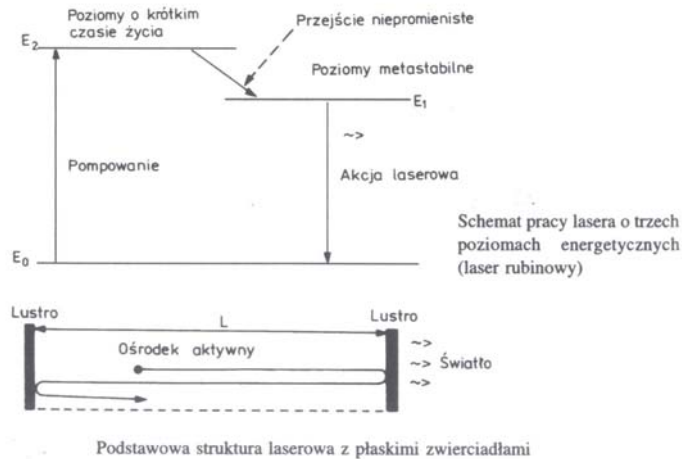 Poziomy o krótkim
czasie życia
Przejście niepromieniste
E₂
Poziomy metastabilne
E₁
~>
Pompowanie
Akcja laserowa
Schemat pracy lasera o trzech
poziomach energetycznych
(laser rubinowy)
E₀
Lustro
L
Lustro
Ośrodek aktywny
~>
~> Światło
~>
Podstawowa struktura laserowa z płaskimi zwierciadłami